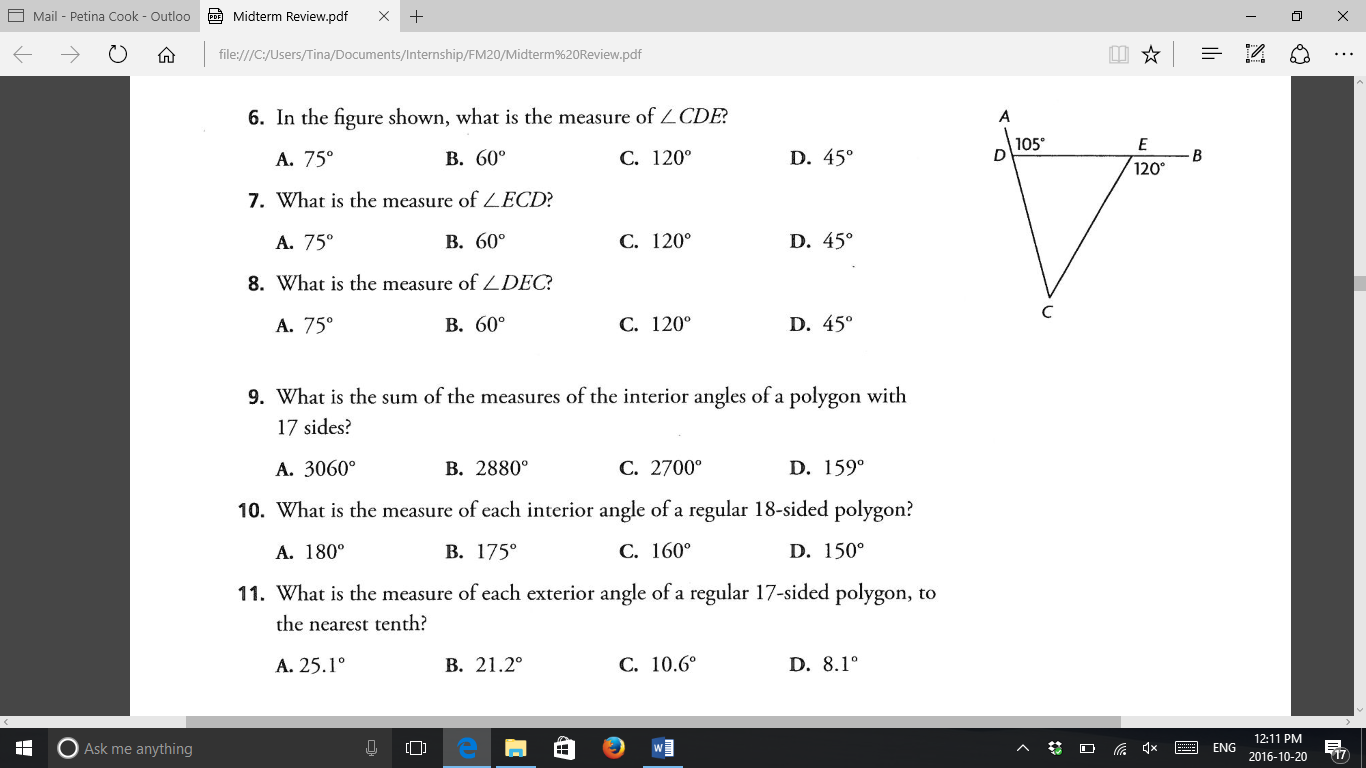 Mail - Petina Cook - Outloo
PDF Midterm Review.pdf
file:///C:/Users/Tina/Documents/Internship/FM20/Midterm%20Review.pdf
6. In the figure shown, what is the measure of ∠CDE?
A. 75° B. 60° C. 120° D. 45°
7. What is the measure of ∠ECD?
A. 75° B. 60° C. 120° D. 45°
8. What is the measure of ∠DEC?
A. 75° B. 60° C. 120° D. 45°
A
105°
D
E
B
120°
C
9. What is the sum of the measures of the interior angles of a polygon with
17 sides?
A. 3060° B. 2880° C. 2700° D. 159°
10. What is the measure of each interior angle of a regular 18-sided polygon?
A. 180° B. 175° C. 160° D. 150°
11. What is the measure of each exterior angle of a regular 17-sided polygon, to
the nearest tenth?
A. 25.1° B. 21.2° C. 10.6° D. 8.1°
Ask me anything
ENG
12:11 PM
2016-10-20
17